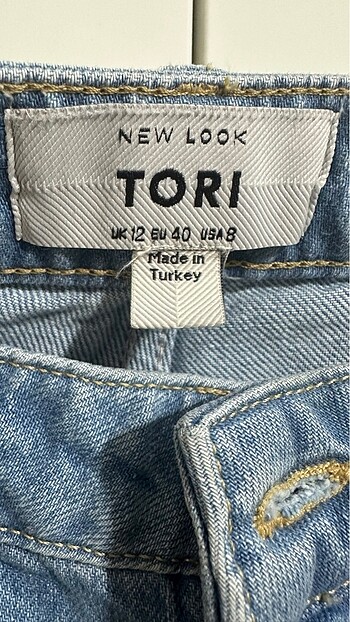 NEW LOOK
TORI
UK 12 EU 40 USA 8
Made in
Turkey